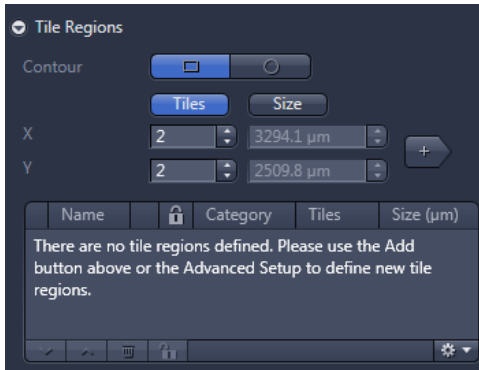 Tile Regions
Contour
Tiles Size
X 2 3294.1 µm
Y 2 2509.8 µm
Name Category Tiles Size (µm)
There are no tile regions defined. Please use the Add
button above or the Advanced Setup to define new tile
regions.